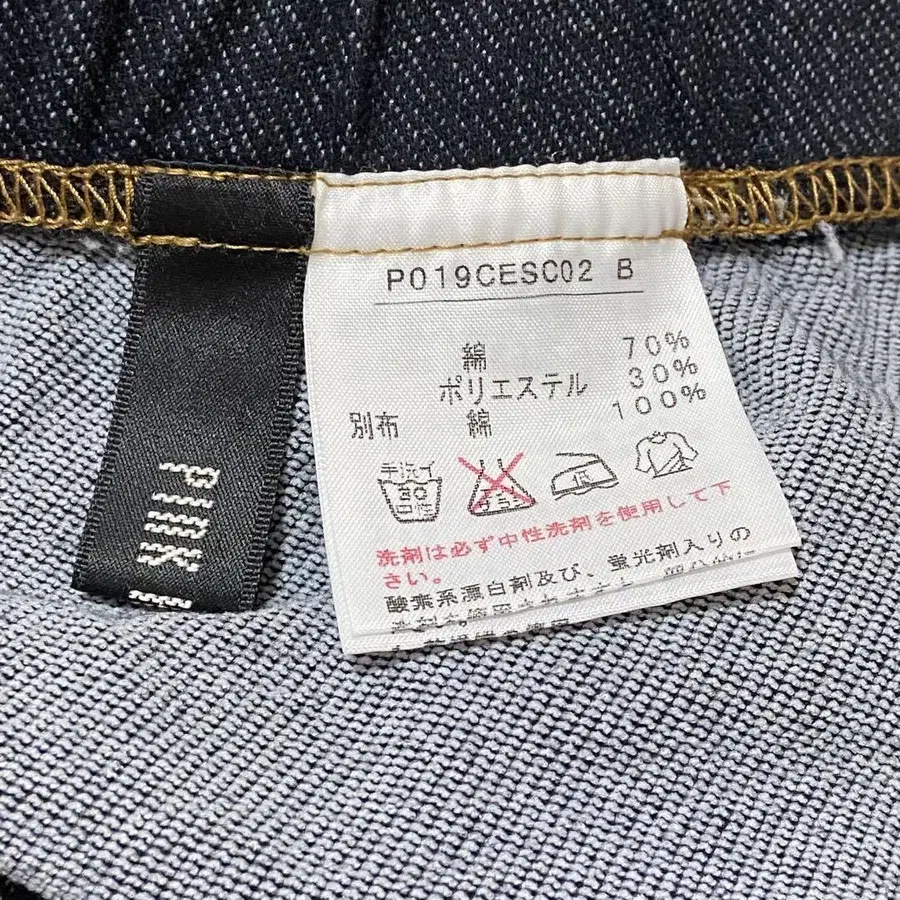 PINK
P019CESC02 B
綿 70%
ポリエステル 30%
別布 綿 100%
手洗イ
30
中性
洗剤は必ず中性洗剤を使用して下
さい。
酸素系漂白剤及び、蛍光剤入りの